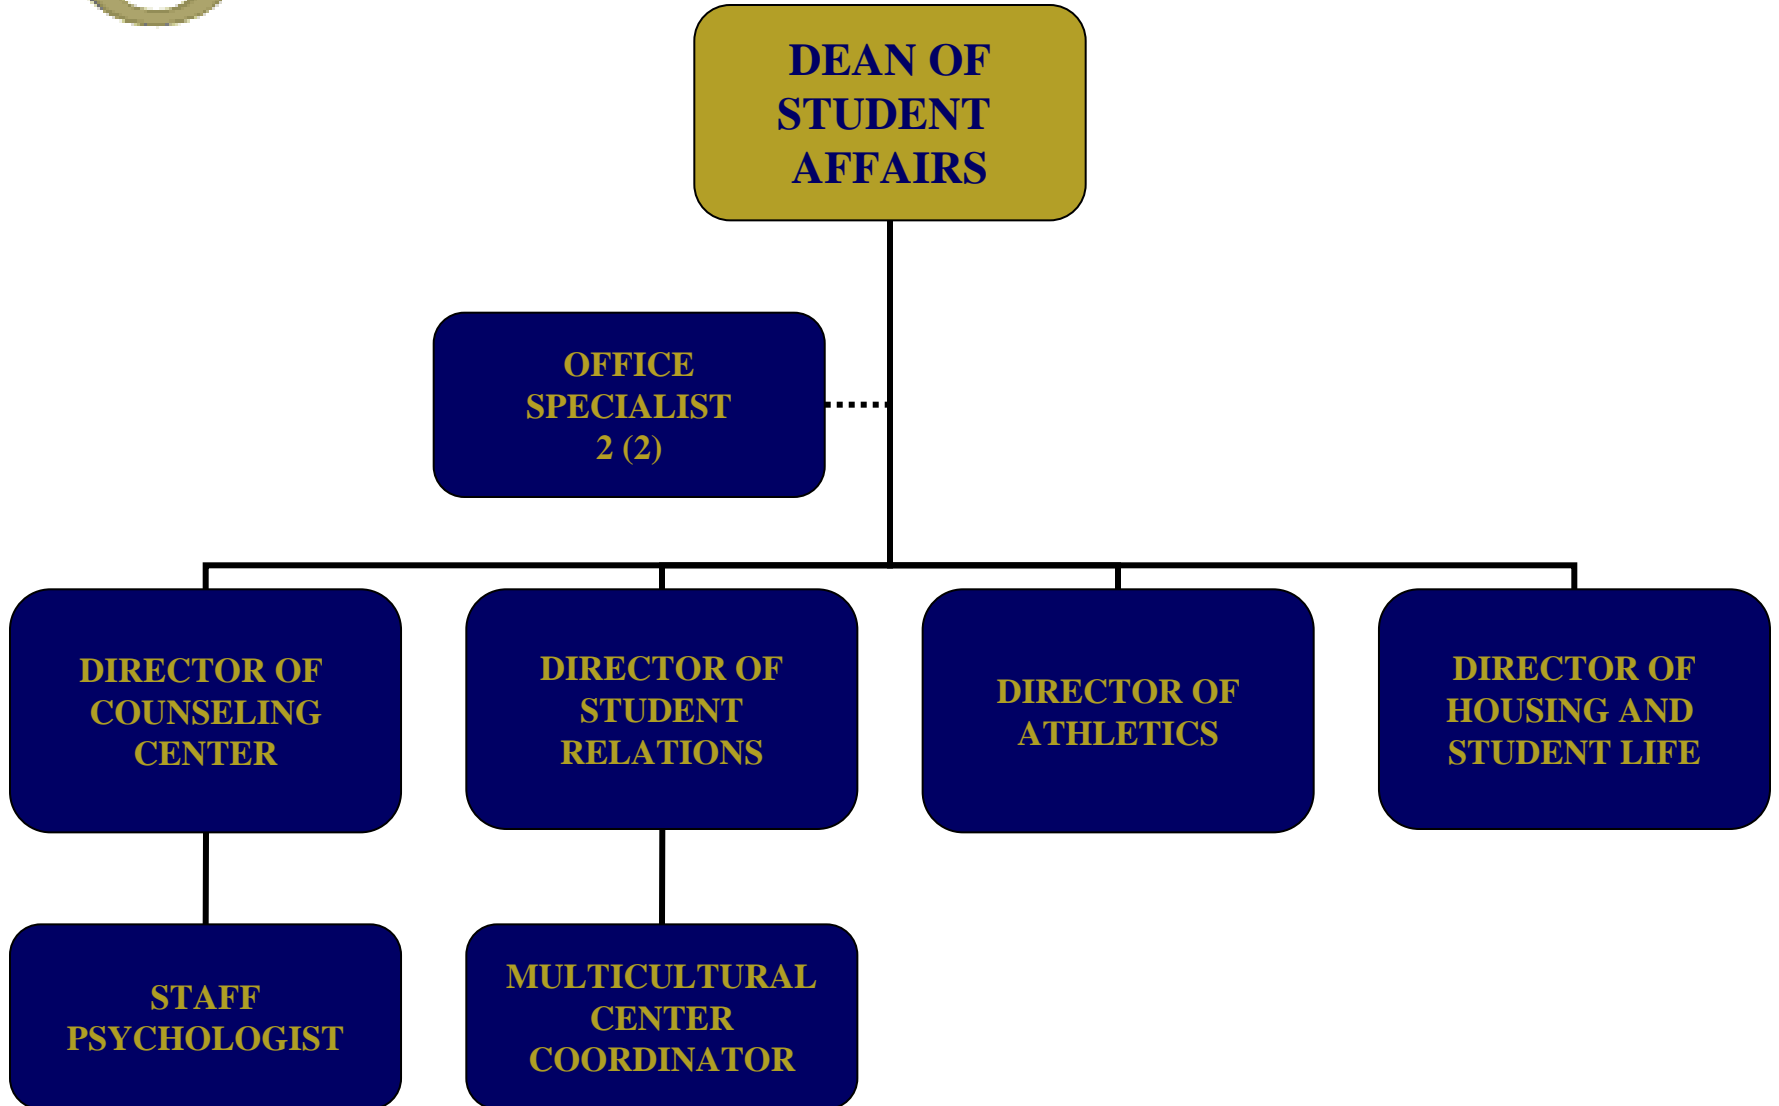 DEAN OF
STUDENT
AFFAIRS
OFFICE
SPECIALIST
2 (2)
DIRECTOR OF
COUNSELING
CENTER
DIRECTOR OF
STUDENT
RELATIONS
DIRECTOR OF
ATHLETICS
DIRECTOR OF
HOUSING AND
STUDENT LIFE
STAFF
PSYCHOLOGIST
MULTICULTURAL
CENTER
COORDINATOR